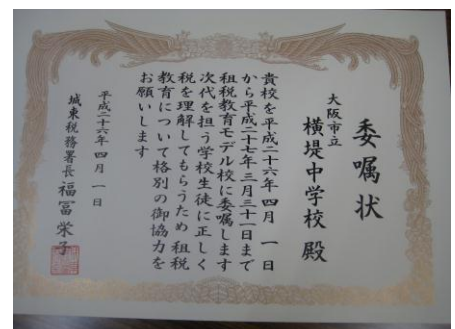 委嘱状
大阪市立
横堤中学校 殿
貴校を平成二十六年四月一日
から平成二十七年三月三十一日まで
租税教育モデル校に委嘱します
次代を担う学校生徒に正しく
税を理解してもらうため租税
教育について格別の御協力を
お願いします
平成二十六年四月一日
城東税務署長 福冨栄子